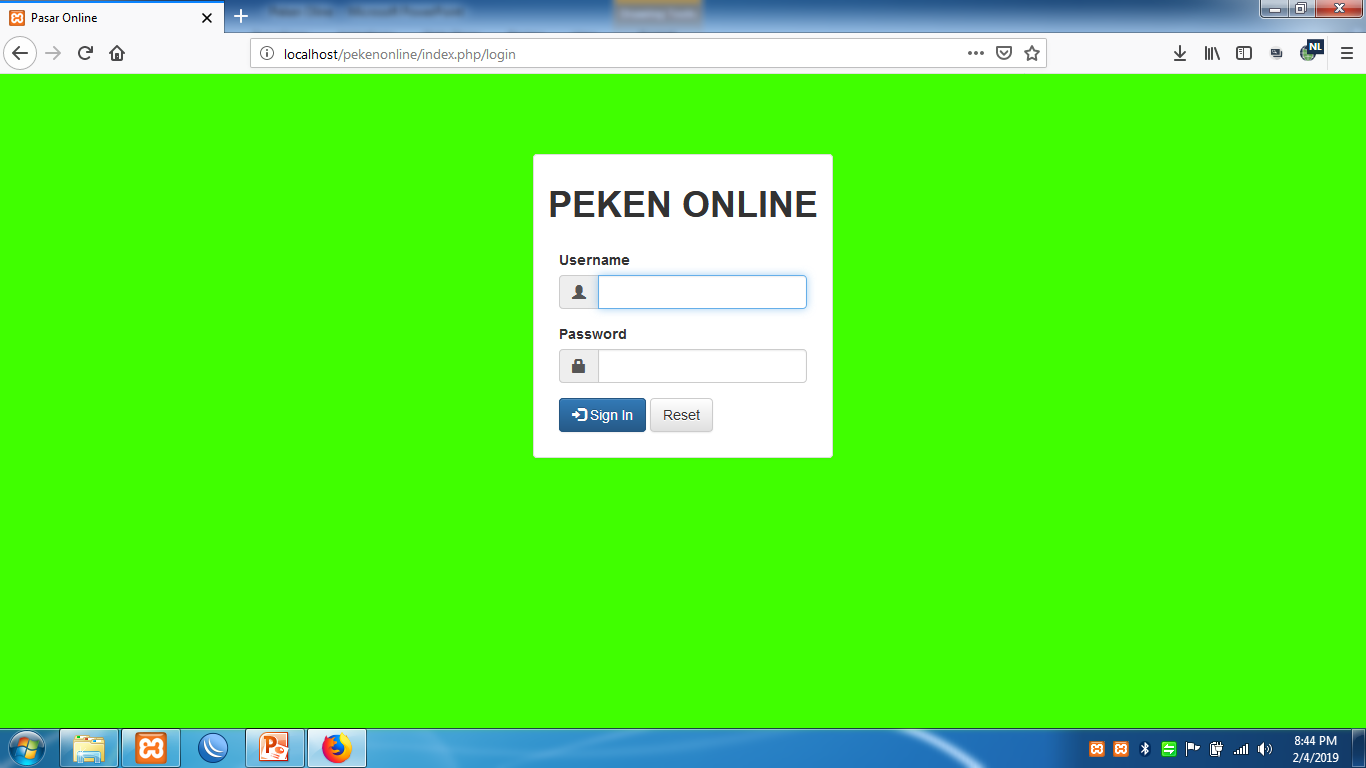 Pasar Online
localhost/pekenonline/index.php/login
NL
PEKEN ONLINE
Username
Password
Sign In
Reset
8:44 PM
2/4/2019